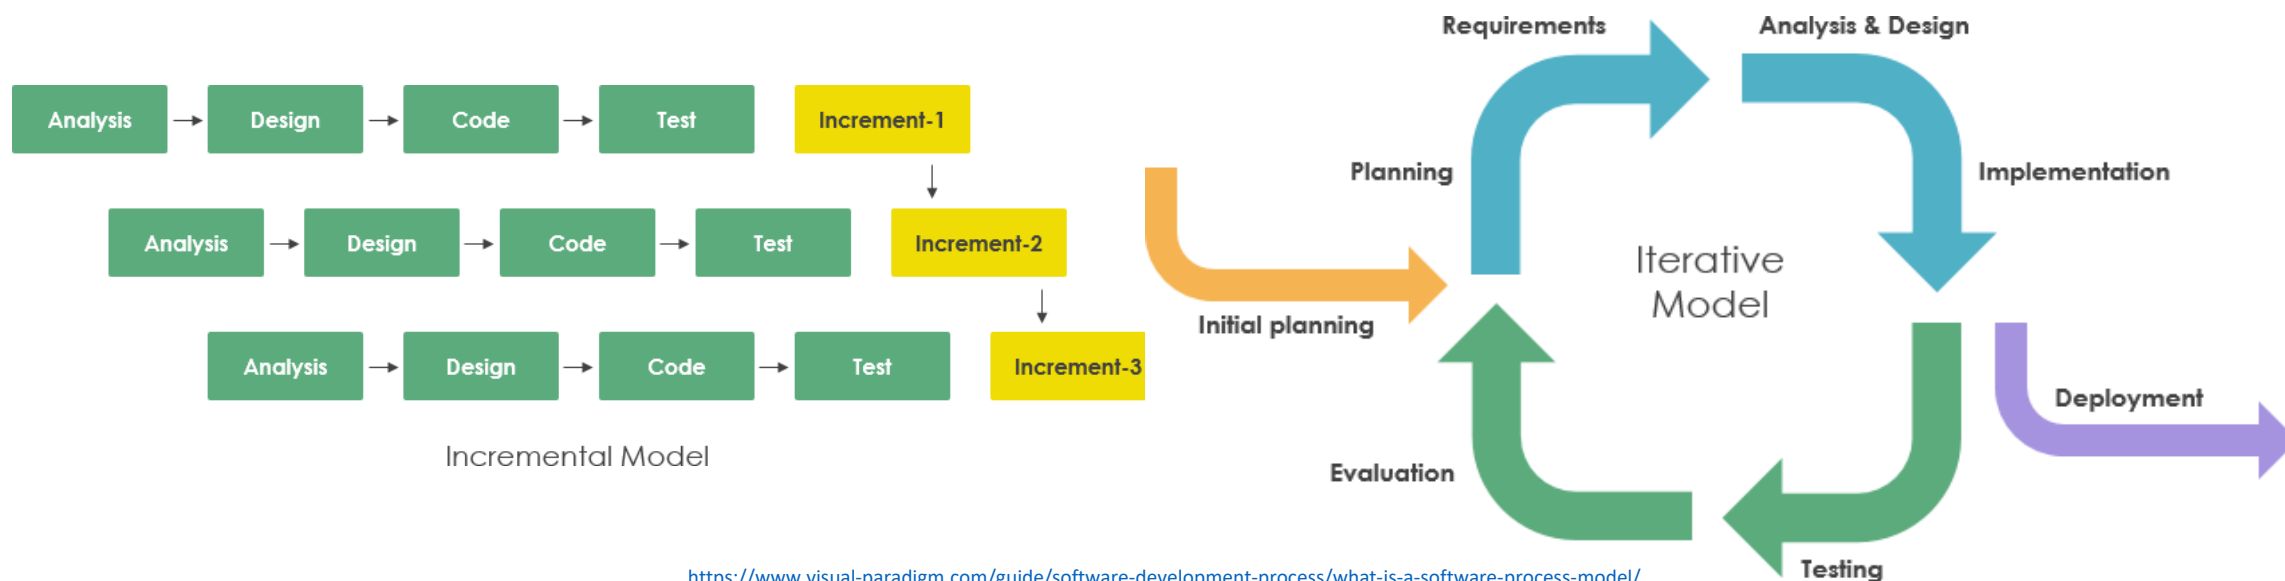 Analysis
Design
Code
Test
Increment-1
Analysis
Design
Code
Test
Increment-2
Analysis
Design
Code
Test
Increment-3
Incremental Model
Requirements
Analysis & Design
Planning
Implementation
Iterative
Model
Initial planning
Deployment
Evaluation
Testing
https://www.visual-paradigm.com/guide/software-development-process/what-is-a-software-process-model/